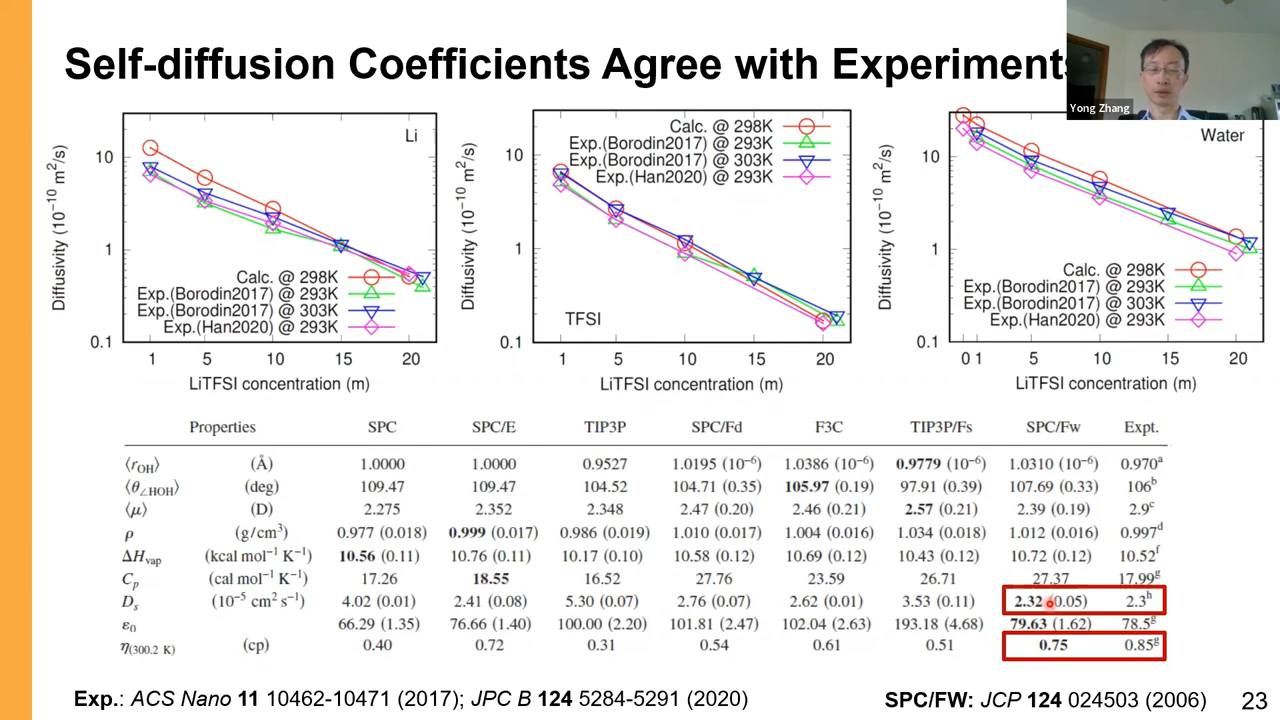 Self-diffusion Coefficients Agree with Experiments
Yong Zhang
Li
Diffusivity (10⁻¹⁰ m²/s)
10
1
0.1
Calc. @ 298K
Exp.(Borodin2017) @ 293K
Exp.(Borodin2017) @ 303K
Exp.(Han2020) @ 293K
1 5 10 15 20
LiTFSI concentration (m)
Diffusivity (10⁻¹⁰ m²/s)
10
1
0.1
Calc. @ 298K
Exp.(Borodin2017) @ 293K
Exp.(Borodin2017) @ 303K
Exp.(Han2020) @ 293K
TFSI
1 5 10 15 20
LiTFSI concentration (m)
Water
Diffusivity (10⁻¹⁰ m²/s)
10
1
0.1
Calc. @ 298K
Exp.(Borodin2017) @ 293K
Exp.(Borodin2017) @ 303K
Exp.(Han2020) @ 293K
0 1 5 10 15 20
LiTFSI concentration (m)
Properties SPC SPC/E TIP3P SPC/Fd F3C TIP3P/Fs SPC/Fw Expt.
⟨rOH⟩ (Å) 1.0000 1.0000 0.9527 1.0195 (10⁻⁶) 1.0386 (10⁻⁶) 0.9779 (10⁻⁶) 1.0310 (10⁻⁶) 0.970ᵃ
⟨θ∠HOH⟩ (deg) 109.47 109.47 104.52 104.71 (0.35) 105.97 (0.19) 97.91 (0.39) 107.69 (0.33) 106ᵇ
⟨μ⟩ (D) 2.275 2.352 2.348 2.47 (0.20) 2.46 (0.21) 2.57 (0.21) 2.39 (0.19) 2.9ᶜ
ρ (g/cm³) 0.977 (0.018) 0.999 (0.017) 0.986 (0.019) 1.010 (0.017) 1.004 (0.016) 1.034 (0.018) 1.012 (0.016) 0.997ᵈ
ΔHvap (kcal mol⁻¹ K⁻¹) 10.56 (0.11) 10.76 (0.11) 10.17 (0.10) 10.58 (0.12) 10.69 (0.12) 10.43 (0.12) 10.72 (0.12) 10.52ᶠ
Cp (cal mol⁻¹ K⁻¹) 17.26 18.55 16.52 27.76 23.59 26.71 27.37 17.99ᵍ
Ds (10⁻⁵ cm² s⁻¹) 4.02 (0.01) 2.41 (0.08) 5.30 (0.07) 2.76 (0.07) 2.62 (0.01) 3.53 (0.11) 2.32 (0.05) 2.3ʰ
ε₀ 66.29 (1.35) 76.66 (1.40) 100.00 (2.20) 101.81 (2.47) 102.04 (2.63) 193.18 (4.68) 79.63 (1.62) 78.5ᵍ
η(300.2 K) (cp) 0.40 0.72 0.31 0.54 0.61 0.51 0.75 0.85ᵍ
Exp.: ACS Nano 11 10462-10471 (2017); JPC B 124 5284-5291 (2020)
SPC/FW: JCP 124 024503 (2006)
23